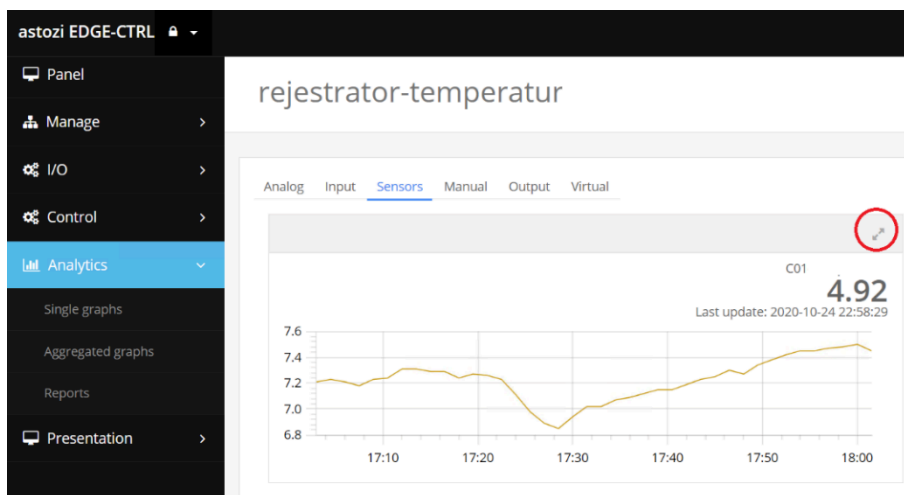 astozi EDGE-CTRL
Panel
rejestrator-temperatur
Manage
I/O
Analog Input Sensors Manual Output Virtual
Control
Analytics
C01
4.92
Last update: 2020-10-24 22:58:29
Single graphs
Aggregated graphs
Reports
Presentation
7.6
7.4
7.2
7.0
6.8
17:10 17:20 17:30 17:40 17:50 18:00